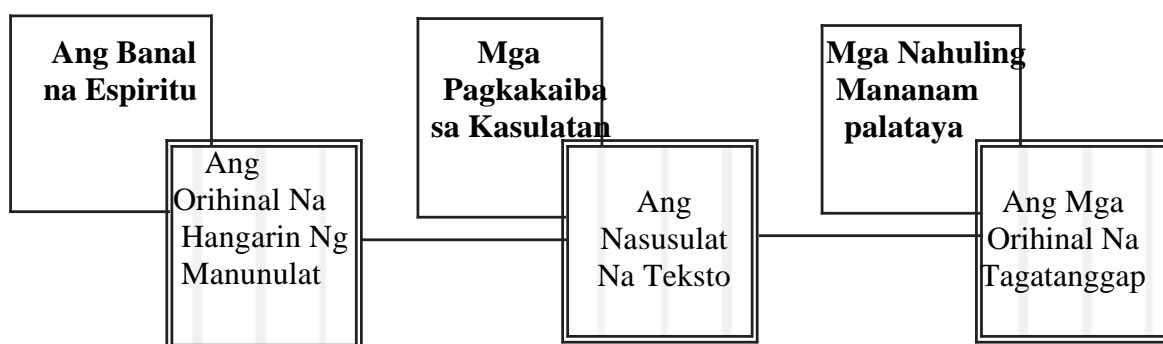 Ang Banal
na Espiritu
Mga
Pagkakaiba
sa Kasulatan
Mga Nahuling
Mananam
palataya
Ang
Orihinal Na
Hangarin Ng
Manunulat
Ang
Nasusulat
Na Teksto
Ang Mga
Orihinal Na
Tagatanggap